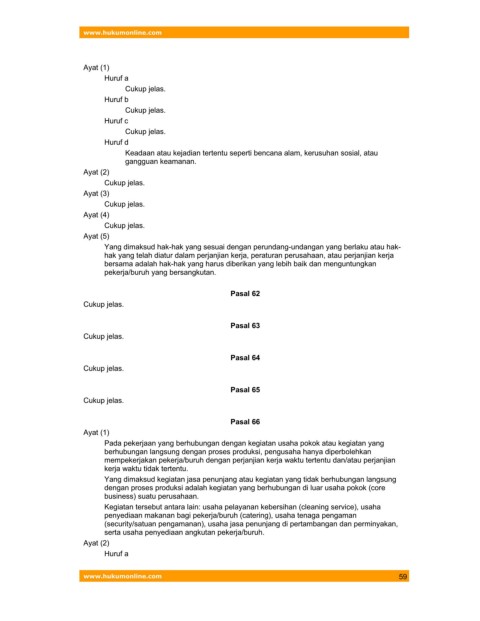 www.hukumonline.com
Ayat (1)
Huruf a
Cukup jelas.
Huruf b
Cukup jelas.
Huruf c
Cukup jelas.
Huruf d
Keadaan atau kejadian tertentu seperti bencana alam, kerusuhan sosial, atau
gangguan keamanan.
Ayat (2)
Cukup jelas.
Ayat (3)
Cukup jelas.
Ayat (4)
Cukup jelas.
Ayat (5)
Yang dimaksud hak-hak yang sesuai dengan perundang-undangan yang berlaku atau hak-
hak yang telah diatur dalam perjanjian kerja, peraturan perusahaan, atau perjanjian kerja
bersama adalah hak-hak yang harus diberikan yang lebih baik dan menguntungkan
pekerja/buruh yang bersangkutan.
Pasal 62
Cukup jelas.
Pasal 63
Cukup jelas.
Pasal 64
Cukup jelas.
Pasal 65
Cukup jelas.
Pasal 66
Ayat (1)
Pada pekerjaan yang berhubungan dengan kegiatan usaha pokok atau kegiatan yang
berhubungan langsung dengan proses produksi, pengusaha hanya diperbolehkan
mempekerjakan pekerja/buruh dengan perjanjian kerja waktu tertentu dan/atau perjanjian
kerja waktu tidak tertentu.
Yang dimaksud kegiatan jasa penunjang atau kegiatan yang tidak berhubungan langsung
dengan proses produksi adalah kegiatan yang berhubungan di luar usaha pokok (core
business) suatu perusahaan.
Kegiatan tersebut antara lain: usaha pelayanan kebersihan (cleaning service), usaha
penyediaan makanan bagi pekerja/buruh (catering), usaha tenaga pengaman
(security/satuan pengamanan), usaha jasa penunjang di pertambangan dan perminyakan,
serta usaha penyediaan angkutan pekerja/buruh.
Ayat (2)
Huruf a
www.hukumonline.com 59